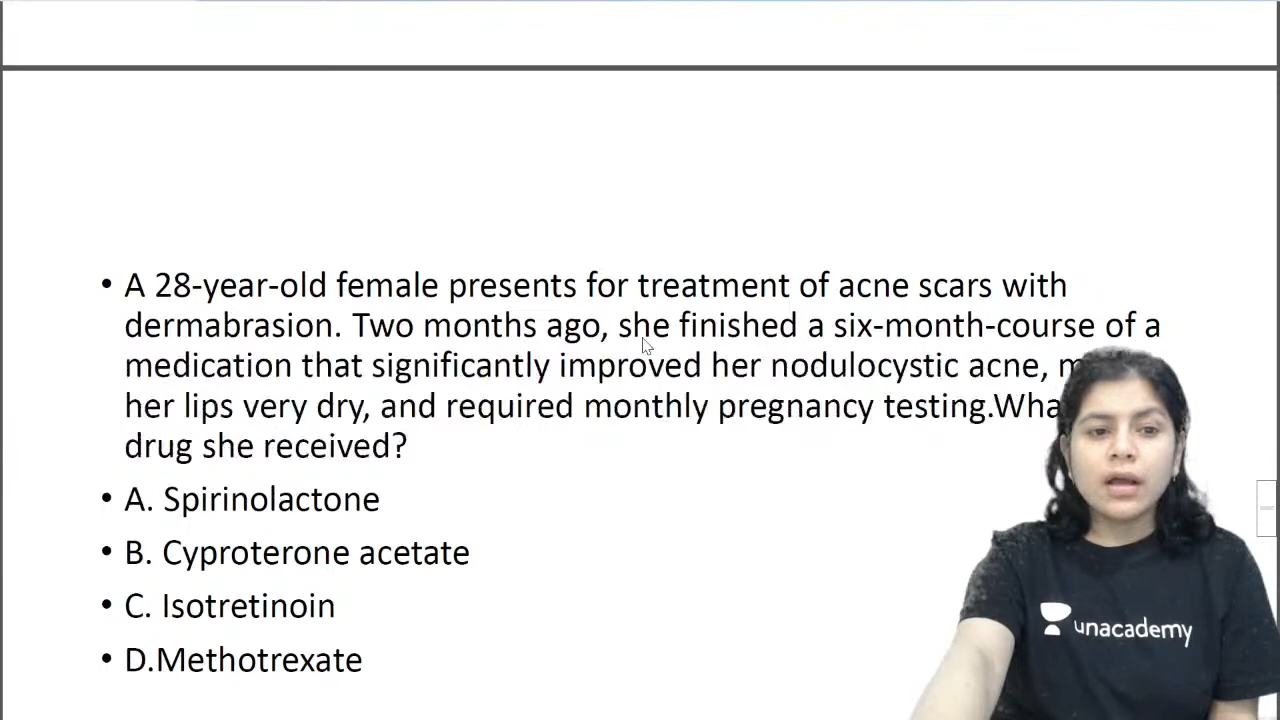 • A 28-year-old female presents for treatment of acne scars with
dermabrasion. Two months ago, she finished a six-month-course of a
medication that significantly improved her nodulocystic acne,
her lips very dry, and required monthly pregnancy testing.
drug she received?
• A. Spirinolactone
• B. Cyproterone acetate
• C. Isotretinoin
• D.Methotrexate
unacademy